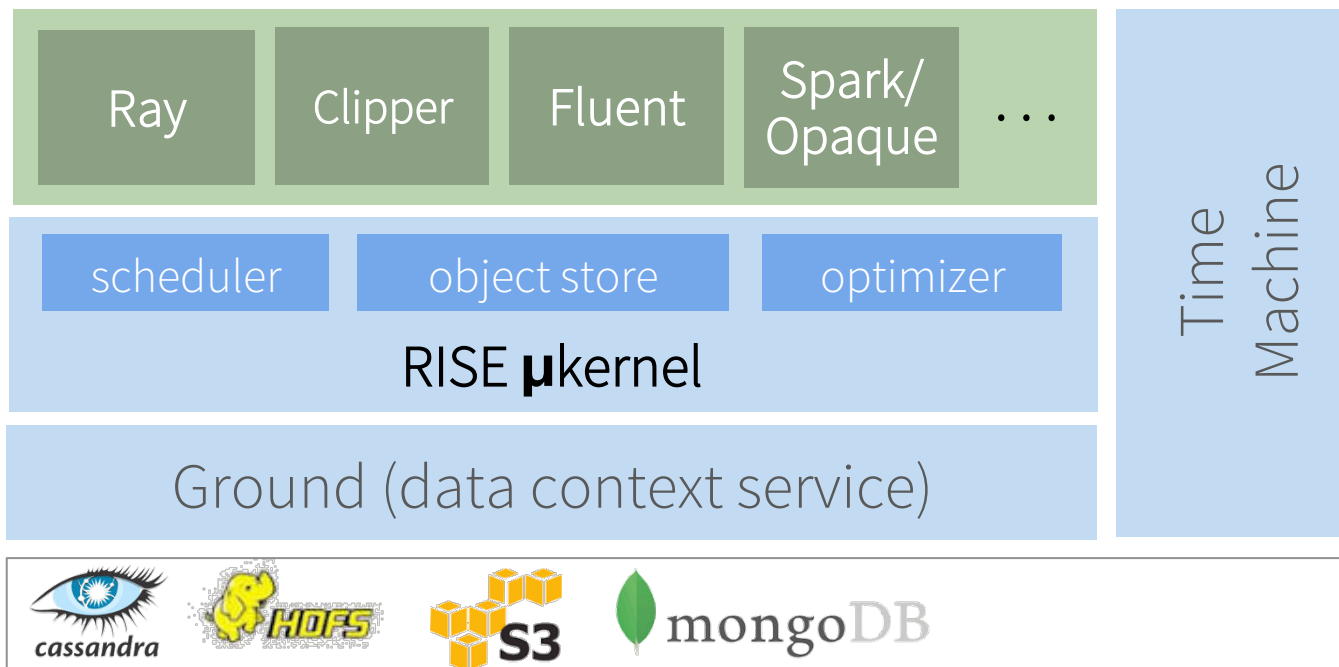 Ray
Clipper
Fluent
Spark/
Opaque
. . .
scheduler
object store
optimizer
RISE µkernel
Ground (data context service)
Time
Machine
cassandra
HDFS
S3
mongoDB